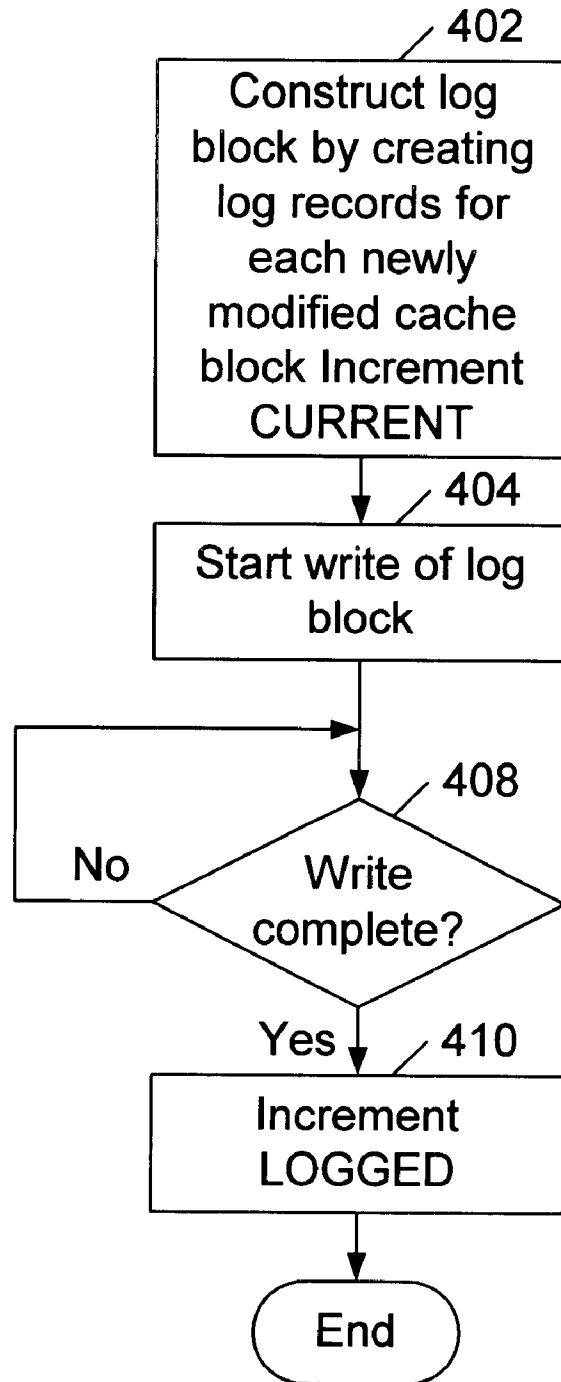 402
Construct log
block by creating
log records for
each newly
modified cache
block Increment
CURRENT
404
Start write of log
block
408
No
Write
complete?
Yes
410
Increment
LOGGED
End